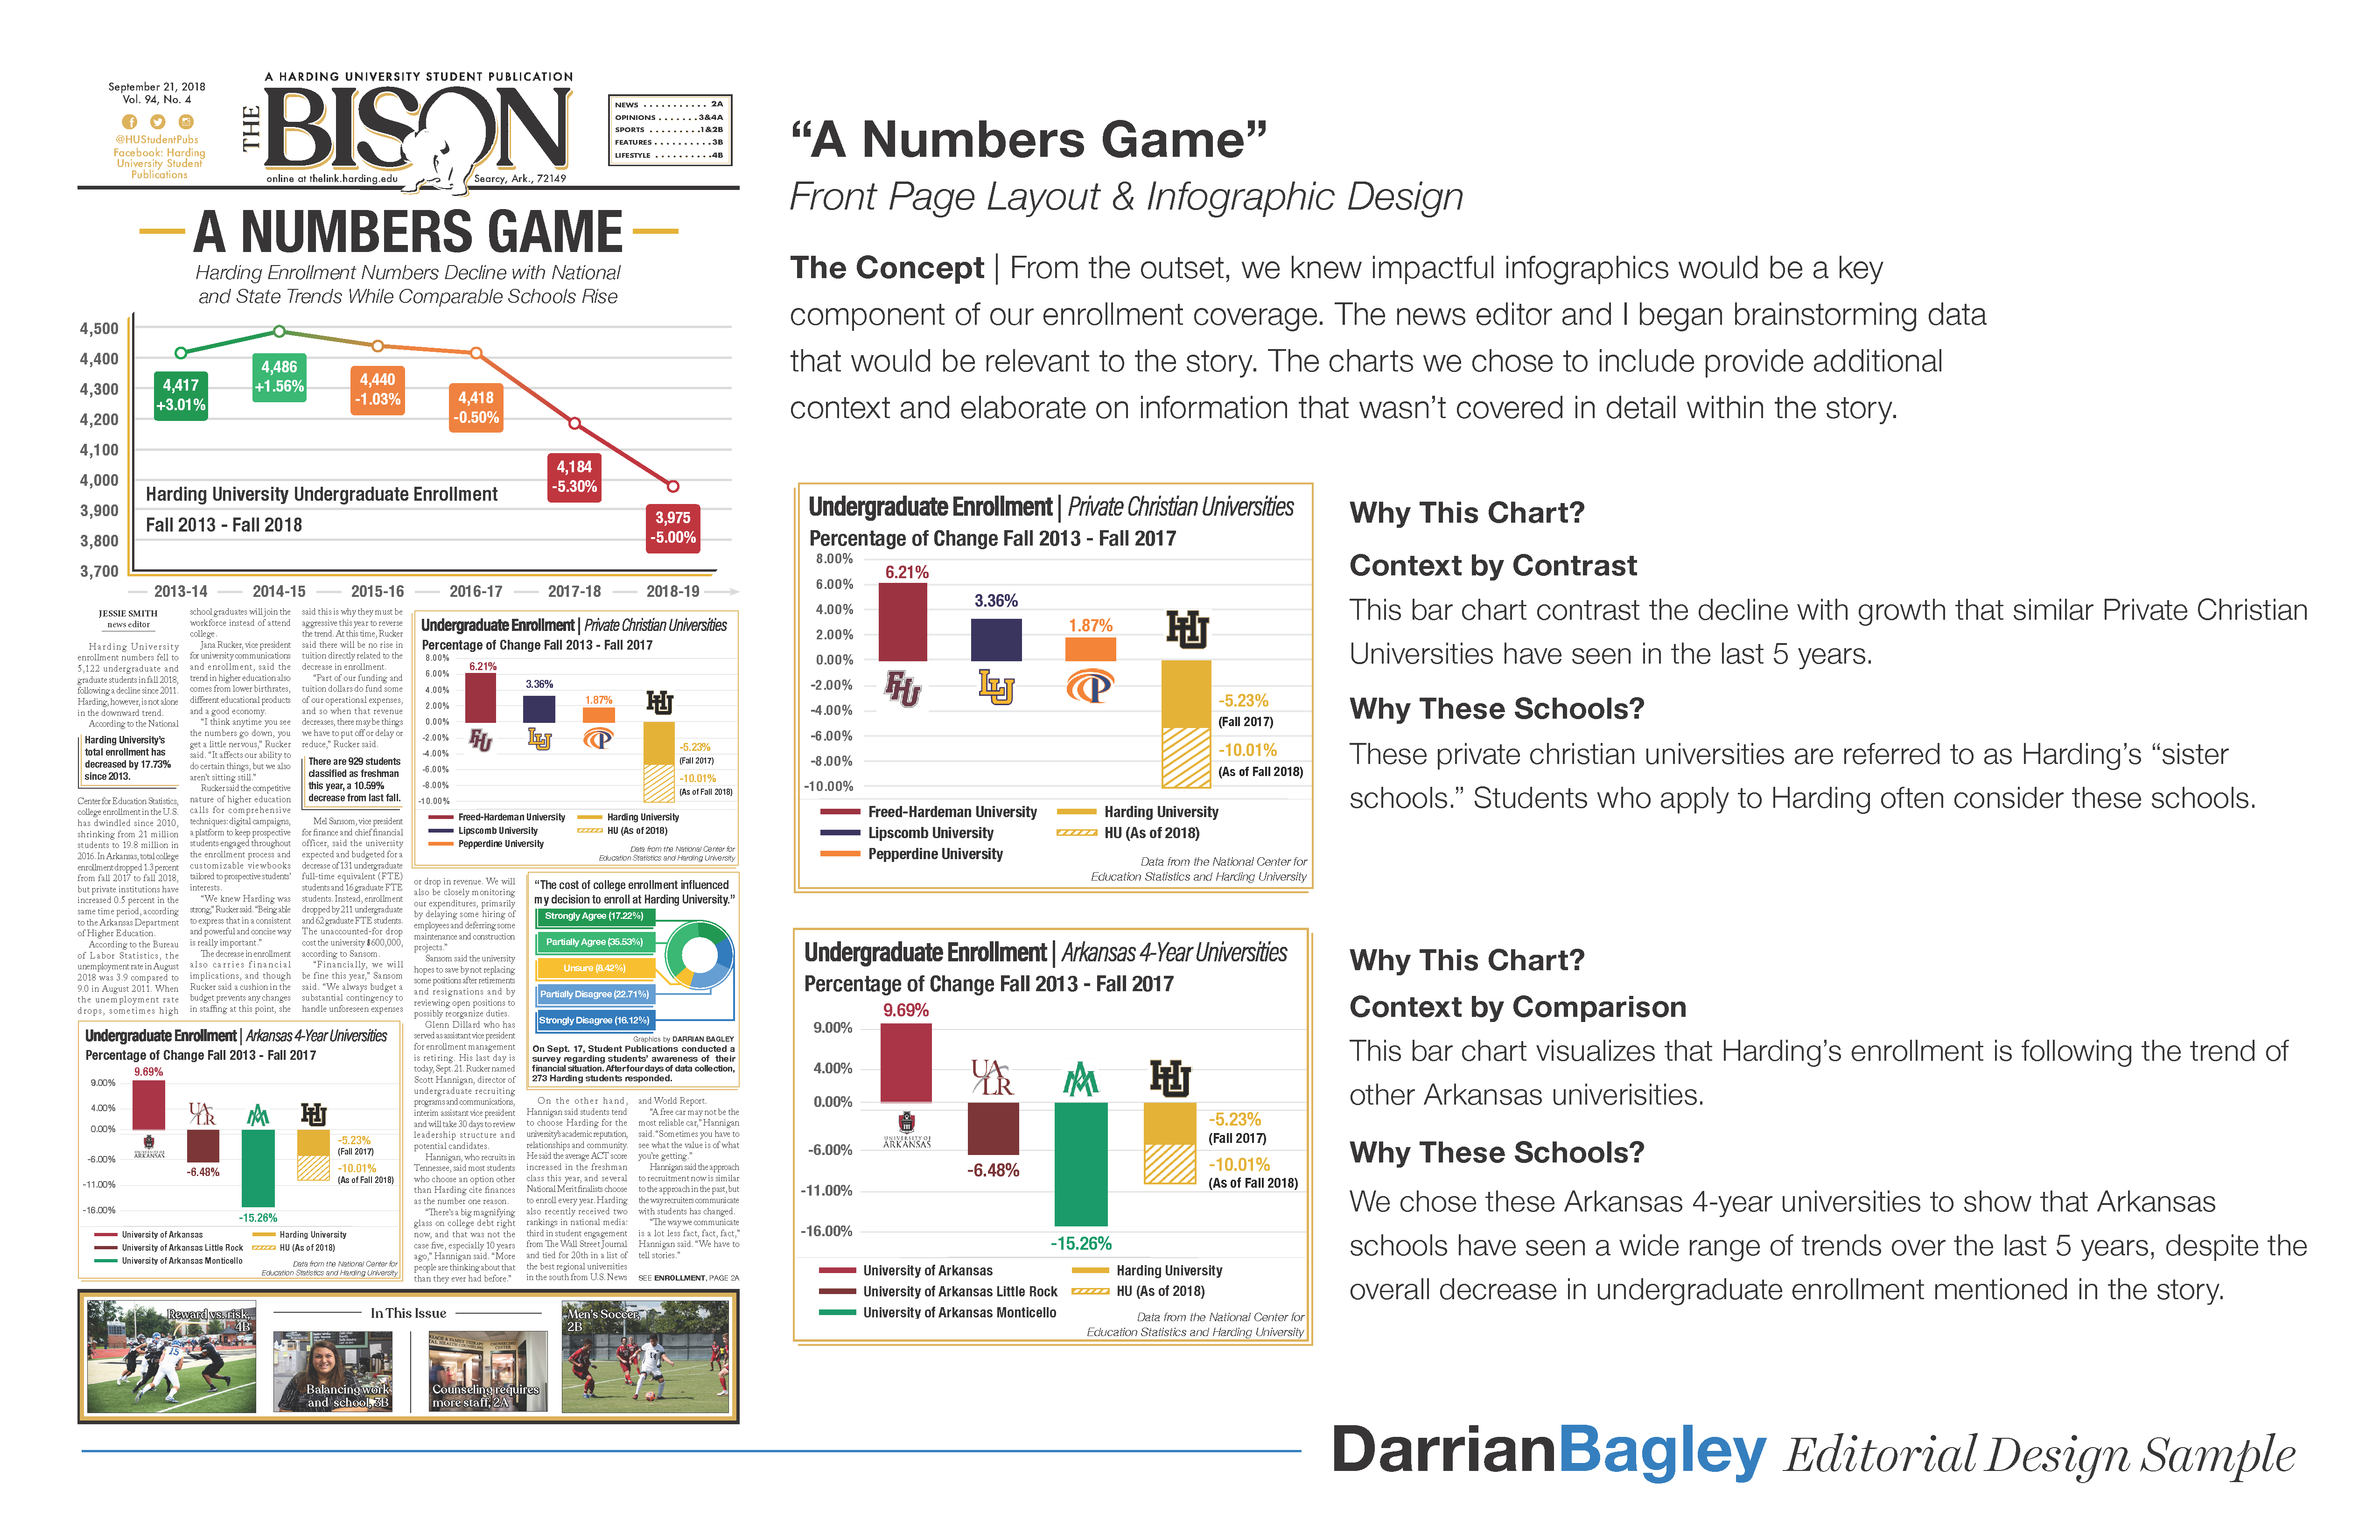 September 21, 2018
Vol. 94, No. 4
@HUStudentPubs
Facebook: Harding
University Student
Publications
A HARDING UNIVERSITY STUDENT PUBLICATION
THE BISON
online at thelink.harding.edu
Searcy, Ark., 72149
NEWS . . . . . . . . . . . 2A
OPINIONS . . . . . . . 3&4A
SPORTS . . . . . . . . . 1&2B
FEATURES . . . . . . . . . . 3B
LIFESTYLE . . . . . . . . . . 4B
A NUMBERS GAME
Harding Enrollment Numbers Decline with National
and State Trends While Comparable Schools Rise
4,500
4,400
4,300
4,200
4,100
4,000
3,900
3,800
3,700
4,417
+3.01%
4,486
+1.56%
4,440
-1.03%
4,418
-0.50%
4,184
-5.30%
3,975
-5.00%
Harding University Undergraduate Enrollment
Fall 2013 - Fall 2018
2013-14
2014-15
2015-16
2016-17
2017-18
2018-19
JESSIE SMITH
news editor
Harding University
enrollment numbers fell to
5,122 undergraduate and
graduate students in fall 2018,
following a decline since 2011.
Harding, however, is not alone
in the downward trend.
According to the National
Harding University's
total enrollment has
decreased by 17.73%
since 2013.
Center for Education Statistics,
college enrollment in the U.S.
has dwindled since 2010,
shrinking from 21 million
students to 19.8 million in
2016. In Arkansas, total college
enrollment dropped 1.3 percent
from fall 2017 to fall 2018,
but private institutions have
increased 0.5 percent in the
same time period, according
to the Arkansas Department
of Higher Education.
According to the Bureau
of Labor Statistics, the
unemployment rate in August
2018 was 3.9 compared to
9.0 in August 2011. When
the unemployment rate
drops, sometimes high
school graduates will join the
workforce instead of attend
college.
Jana Rucker, vice president
for university communications
and enrollment, said the
trend in higher education also
comes from lower birthrates,
different educational products
and a good economy.
"I think anytime you see
the numbers go down, you
get a little nervous," Rucker
said. "It affects our ability to
do certain things, but we also
aren't sitting still."
Rucker said the competitive
nature of higher education
calls for comprehensive
techniques: digital campaigns,
a platform to keep prospective
students engaged throughout
the enrollment process and
customizable viewbooks
tailored to prospective students'
interests.
"We knew Harding was
strong," Rucker said. "Being able
to express that in a consistent
and powerful and concise way
is really important."
The decrease in enrollment
also carries financial
implications, and though
Rucker said a cushion in the
budget prevents any changes
in staffing at this point, she
said this is why they must be
aggressive this year to reverse
the trend. At this time, Rucker
said there will be no rise in
tuition directly related to the
decrease in enrollment.
"Part of our funding and
tuition dollars do fund some
of our operational expenses,
and so when that revenue
decreases, there may be things
we have to put off or delay or
reduce," Rucker said.
There are 929 students
classified as freshman
this year, a 10.59%
decrease from last fall.
Mel Sansom, vice president
for finance and chief financial
officer, said the university
expected and budgeted for a
decrease of 131 undergraduate
full-time equivalent (FTE)
students and 16 graduate FTE
students. Instead, enrollment
dropped by 211 undergraduate
and 62 graduate FTE students.
The unaccounted-for drop
cost the university $600,000,
according to Sansom.
"Financially, we will
be fine this year," Sansom
said. "We always budget a
substantial contingency to
handle unforeseen expenses
Undergraduate Enrollment | Private Christian Universities
Percentage of Change Fall 2013 - Fall 2017
8.00%
6.00%
4.00%
2.00%
0.00%
-2.00%
-4.00%
-6.00%
-8.00%
-10.00%
6.21%
3.36%
1.87%
-5.23%
(Fall 2017)
-10.01%
(As of Fall 2018)
Freed-Hardeman University
Lipscomb University
Pepperdine University
Harding University
HU (As of 2018)
Data from the National Center for
Education Statistics and Harding University
or drop in revenue. We will
also be closely monitoring
our expenditures, primarily
by delaying some hiring of
employees and deferring some
maintenance and construction
projects."
Sansom said the university
hopes to save by not replacing
some positions after retirements
and resignations and by
reviewing open positions to
possibly reorganize duties.
Glenn Dillard who has
served as assistant vice president
for enrollment management
is retiring. His last day is
today, Sept. 21. Rucker named
Scott Hannigan, director of
undergraduate recruiting
programs and communications,
interim assistant vice president
and will take 30 days to review
leadership structure and
potential candidates.
Hannigan, who recruits in
Tennessee, said most students
who choose an option other
than Harding cite finances
as the number one reason.
"There's a big magnifying
glass on college debt right
now, and that was not the
case five, especially 10 years
ago," Hannigan said. "More
people are thinking about that
than they ever had before."
"The cost of college enrollment influenced
my decision to enroll at Harding University."
Strongly Agree (17.22%)
Partially Agree (35.53%)
Unsure (8.42%)
Partially Disagree (22.71%)
Strongly Disagree (16.12%)
Graphics by DARRIAN BAGLEY
On Sept. 17, Student Publications conducted a
survey regarding students' awareness of their
financial situation. After four days of data collection,
273 Harding students responded.
On the other hand,
Hannigan said students tend
to choose Harding for the
university's academic reputation,
relationships and community.
He said the average ACT score
increased in the freshman
class this year, and several
National Merit finalists choose
to enroll every year. Harding
also recently received two
rankings in national media:
third in student engagement
from The Wall Street Journal
and tied for 20th in a list of
the best regional universities
in the south from U.S. News
and World Report.
"A free car may not be the
most reliable car," Hannigan
said. "Sometimes you have to
see what the value is of what
you're getting."
Hannigan said the approach
to recruitment now is similar
to the approach in the past, but
the way recruiters communicate
with students has changed.
"The way we communicate
is a lot less fact, fact, fact,"
Hannigan said. "We have to
tell stories."
SEE ENROLLMENT, PAGE 2A
Undergraduate Enrollment | Arkansas 4-Year Universities
Percentage of Change Fall 2013 - Fall 2017
9.00%
4.00%
0.00%
-6.00%
-11.00%
-16.00%
9.69%
UALR
UNIVERSITY OF
ARKANSAS
-6.48%
-15.26%
-5.23%
(Fall 2017)
-10.01%
(As of Fall 2018)
University of Arkansas
University of Arkansas Little Rock
University of Arkansas Monticello
Harding University
HU (As of 2018)
Data from the National Center for
Education Statistics and Harding University
In This Issue
Reward vs. risk,
4B
Balancing work
and school, 3B
Counseling requires
more staff, 2A
Men's Soccer,
2B
“A Numbers Game”
Front Page Layout & Infographic Design
The Concept | From the outset, we knew impactful infographics would be a key
component of our enrollment coverage. The news editor and I began brainstorming data
that would be relevant to the story. The charts we chose to include provide additional
context and elaborate on information that wasn’t covered in detail within the story.
Undergraduate Enrollment | Private Christian Universities
Percentage of Change Fall 2013 - Fall 2017
8.00%
6.00%
4.00%
2.00%
0.00%
-2.00%
-4.00%
-6.00%
-8.00%
-10.00%
6.21%
3.36%
1.87%
FHU
LU
CP
HU
-5.23%
(Fall 2017)
-10.01%
(As of Fall 2018)
Freed-Hardeman University
Lipscomb University
Pepperdine University
Harding University
HU (As of 2018)
Data from the National Center for
Education Statistics and Harding University
Why This Chart?
Context by Contrast
This bar chart contrast the decline with growth that similar Private Christian
Universities have seen in the last 5 years.
Why These Schools?
These private christian universities are referred to as Harding’s “sister
schools.” Students who apply to Harding often consider these schools.
Undergraduate Enrollment | Arkansas 4-Year Universities
Percentage of Change Fall 2013 - Fall 2017
9.00%
4.00%
0.00%
-6.00%
-11.00%
-16.00%
9.69%
UALR
HU
UNIVERSITY OF
ARKANSAS
-6.48%
-15.26%
-5.23%
(Fall 2017)
-10.01%
(As of Fall 2018)
University of Arkansas
University of Arkansas Little Rock
University of Arkansas Monticello
Harding University
HU (As of 2018)
Data from the National Center for
Education Statistics and Harding University
Why This Chart?
Context by Comparison
This bar chart visualizes that Harding’s enrollment is following the trend of
other Arkansas univerisities.
Why These Schools?
We chose these Arkansas 4-year universities to show that Arkansas
schools have seen a wide range of trends over the last 5 years, despite the
overall decrease in undergraduate enrollment mentioned in the story.
DarrianBagley Editorial Design Sample